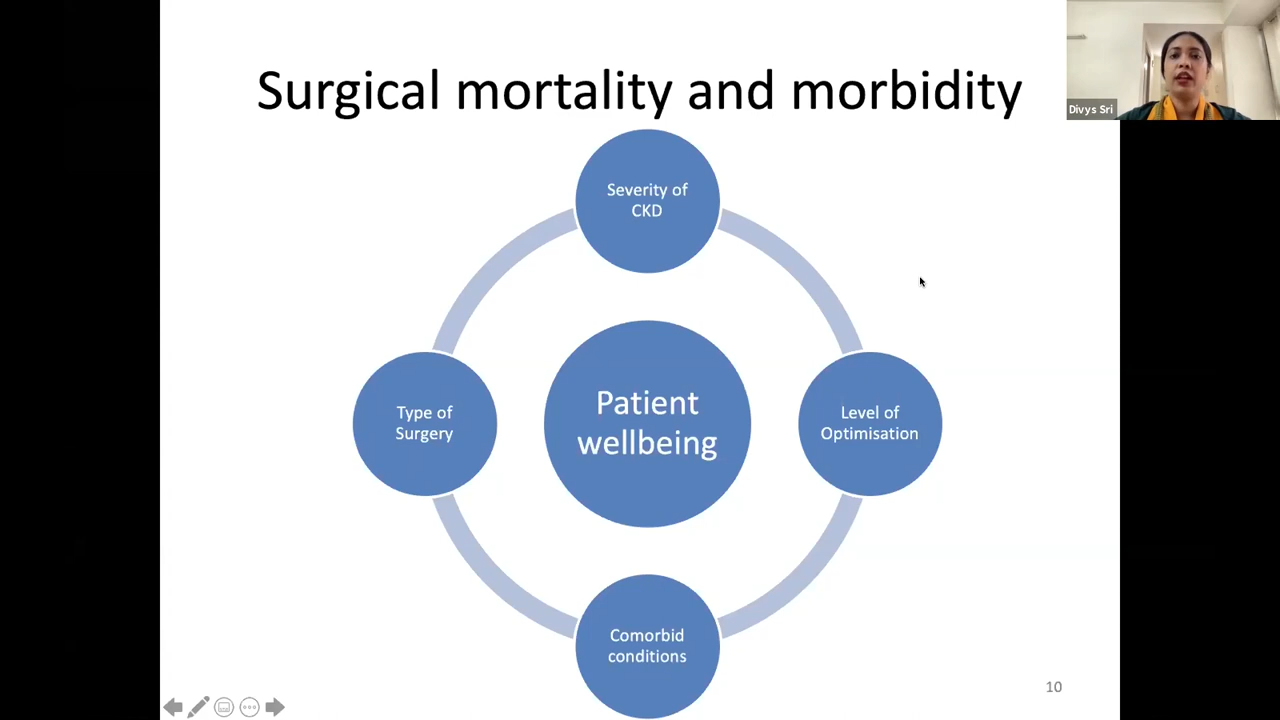 Surgical mortality and morbidity
Divys Sri
Severity of
CKD
Type of
Surgery
Patient
wellbeing
Level of
Optimisation
Comorbid
conditions
10